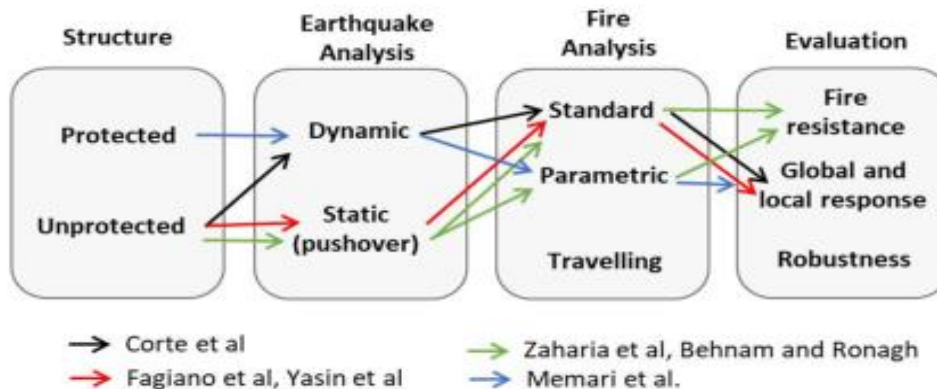 Structure
Earthquake
Analysis
Fire
Analysis
Evaluation
Protected
Unprotected
Dynamic
Static
(pushover)
Standard
Parametric
Travelling
Fire
resistance
Global and
local response
Robustness
Corte et al
Fagiano et al, Yasin et al
Zaharia et al, Behnam and Ronagh
Memari et al.